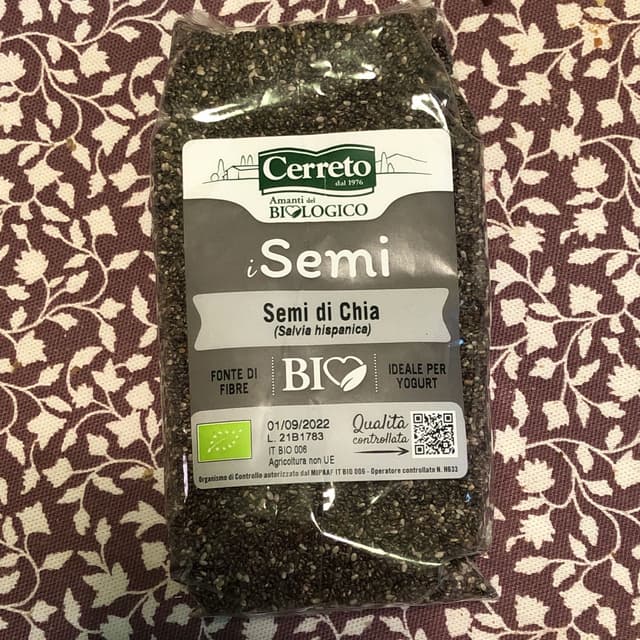 Cerreto
dal 1976
Amanti del
BIOLOGICO
i Semi
Semi di Chia
(Salvia hispanica)
FONTE DI
FIBRE
BIO
IDEALE PER
YOGURT
01/09/2022
L. 21B1783
IT BIO 006
Agricoltura non UE
Qualità
controllata
Organismo di Controllo autorizzato dal MIPAAF IT BIO 006 - Operatore controllato N. H633